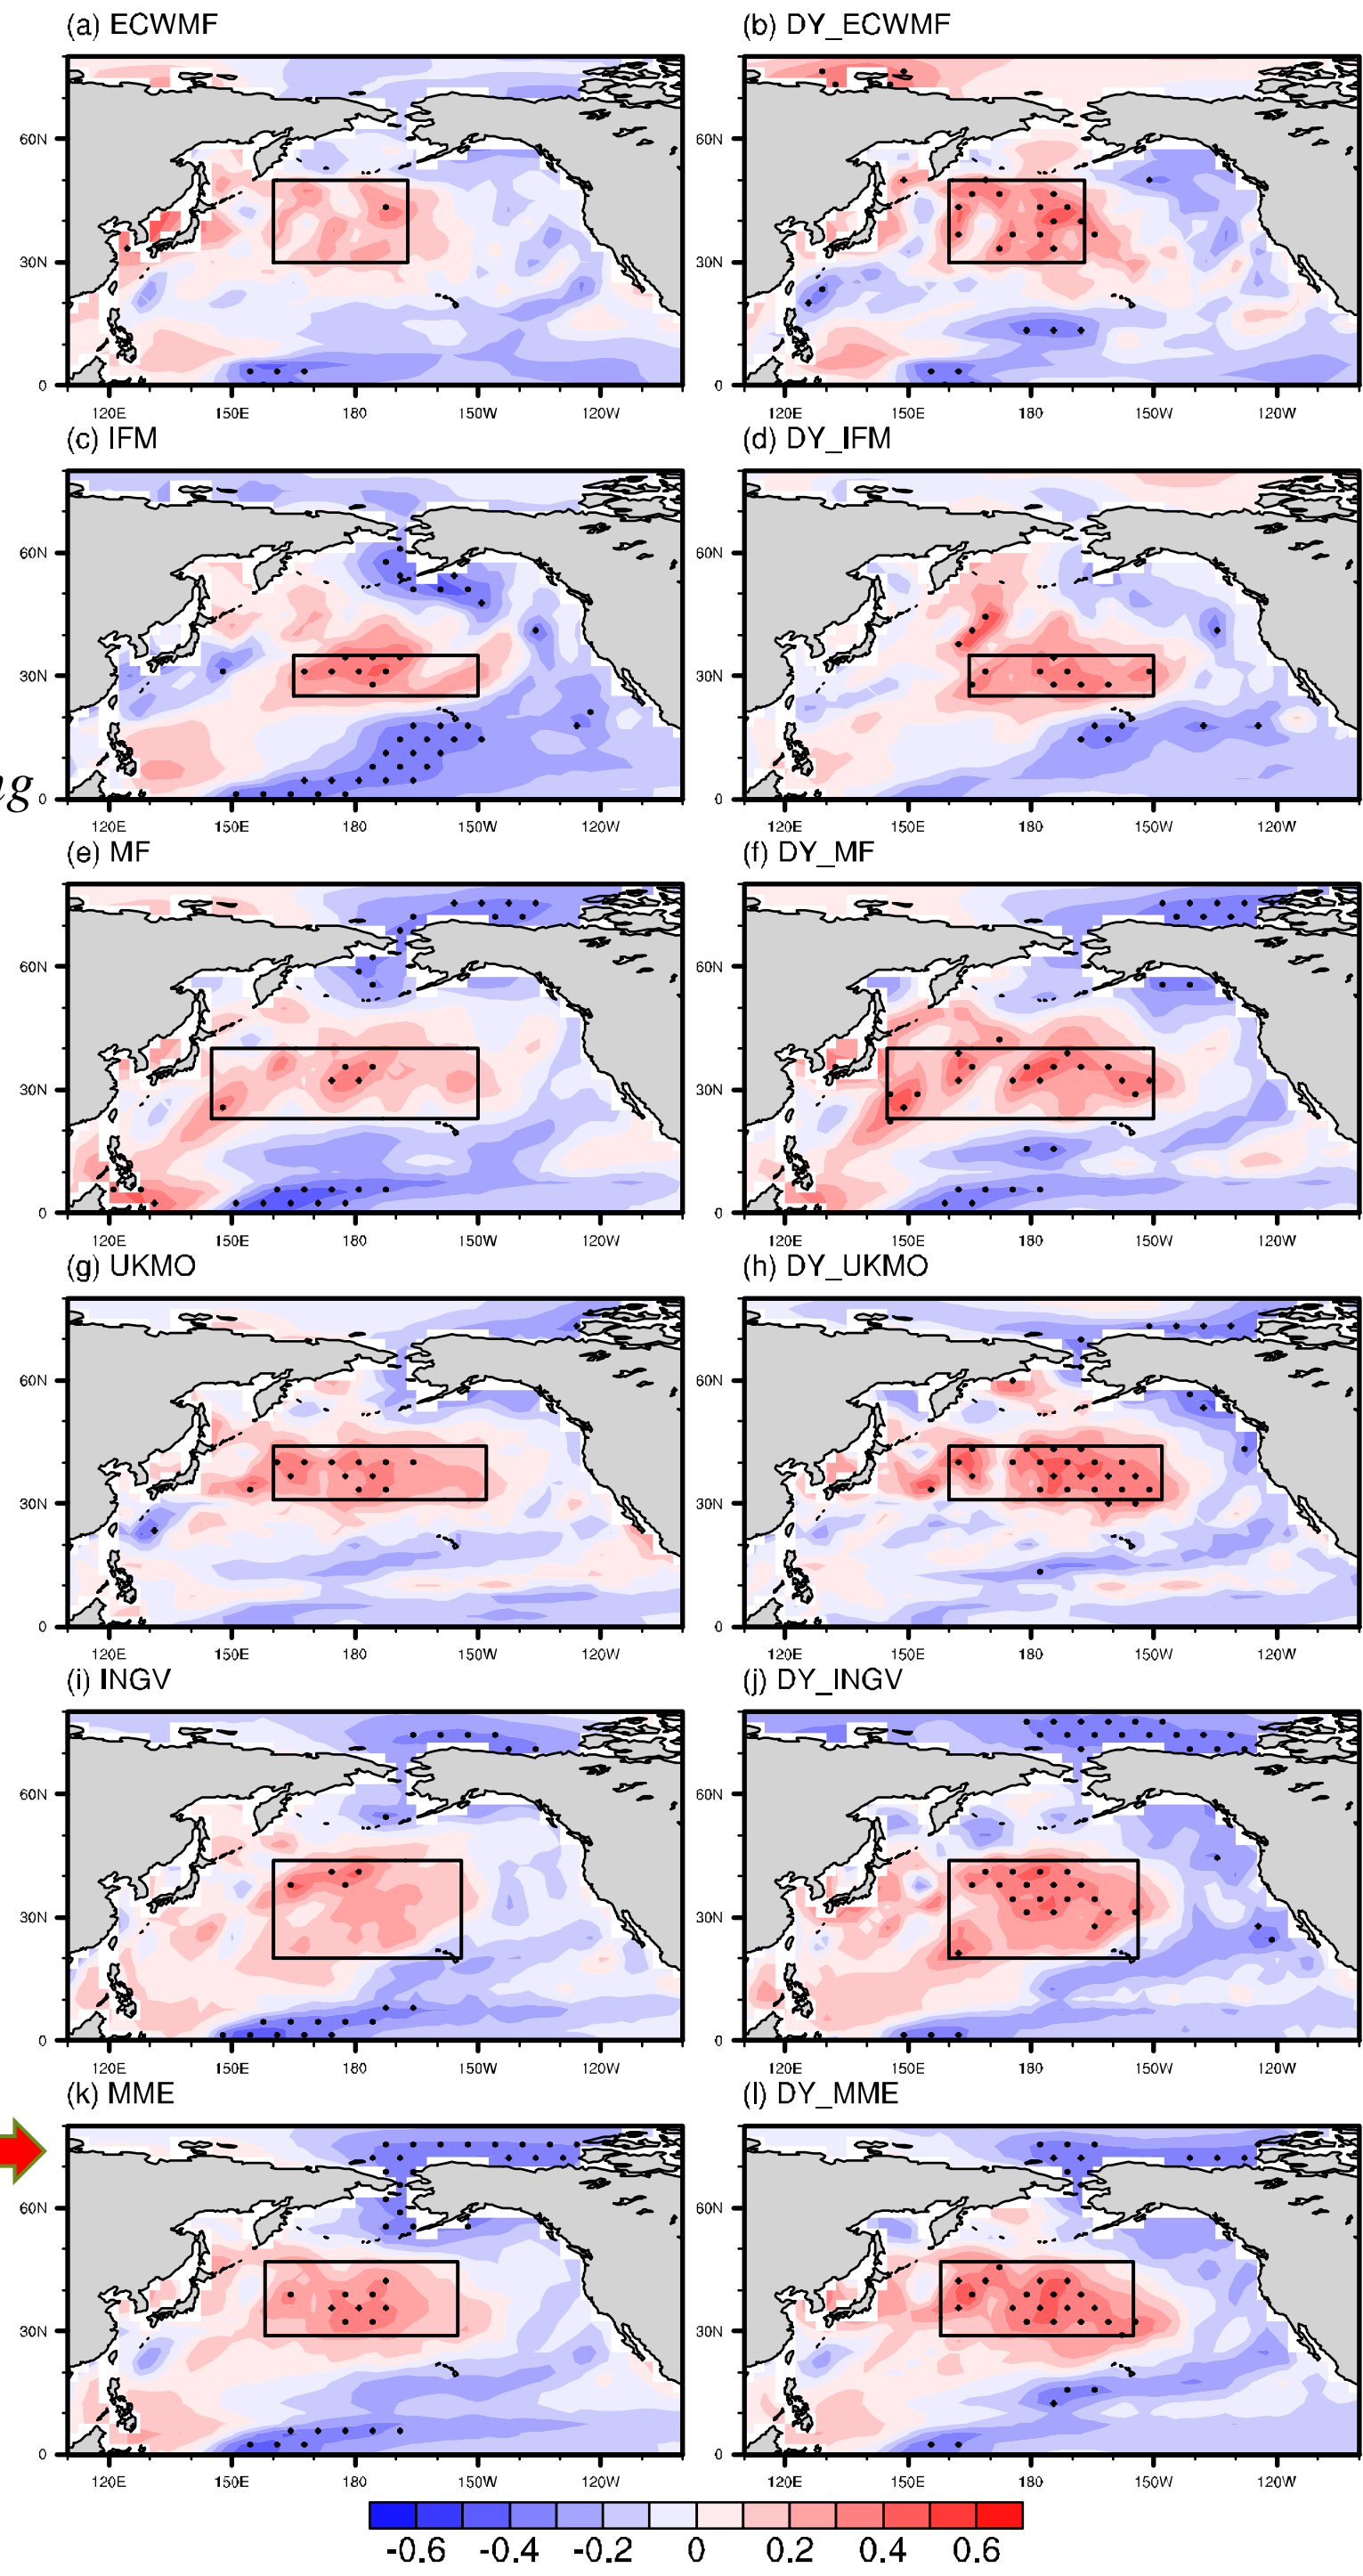 (a) ECWMF (b) DY_ECWMF
60N 60N
30N 30N
0 0
120E 150E 180 150W 120W 120E 150E 180 150W 120W
(c) IFM (d) DY_IFM
60N 60N
30N 30N
ng
0 0
120E 150E 180 150W 120W 120E 150E 180 150W 120W
(e) MF (f) DY_MF
60N 60N
30N 30N
0 0
120E 150E 180 150W 120W 120E 150E 180 150W 120W
(g) UKMO (h) DY_UKMO
60N 60N
30N 30N
0 0
120E 150E 180 150W 120W 120E 150E 180 150W 120W
(i) INGV (j) DY_INGV
60N 60N
30N 30N
0 0
120E 150E 180 150W 120W 120E 150E 180 150W 120W
(k) MME (l) DY_MME
60N 60N
30N 30N
0 0
120E 150E 180 150W 120W 120E 150E 180 150W 120W
-0.6 -0.4 -0.2 0 0.2 0.4 0.6